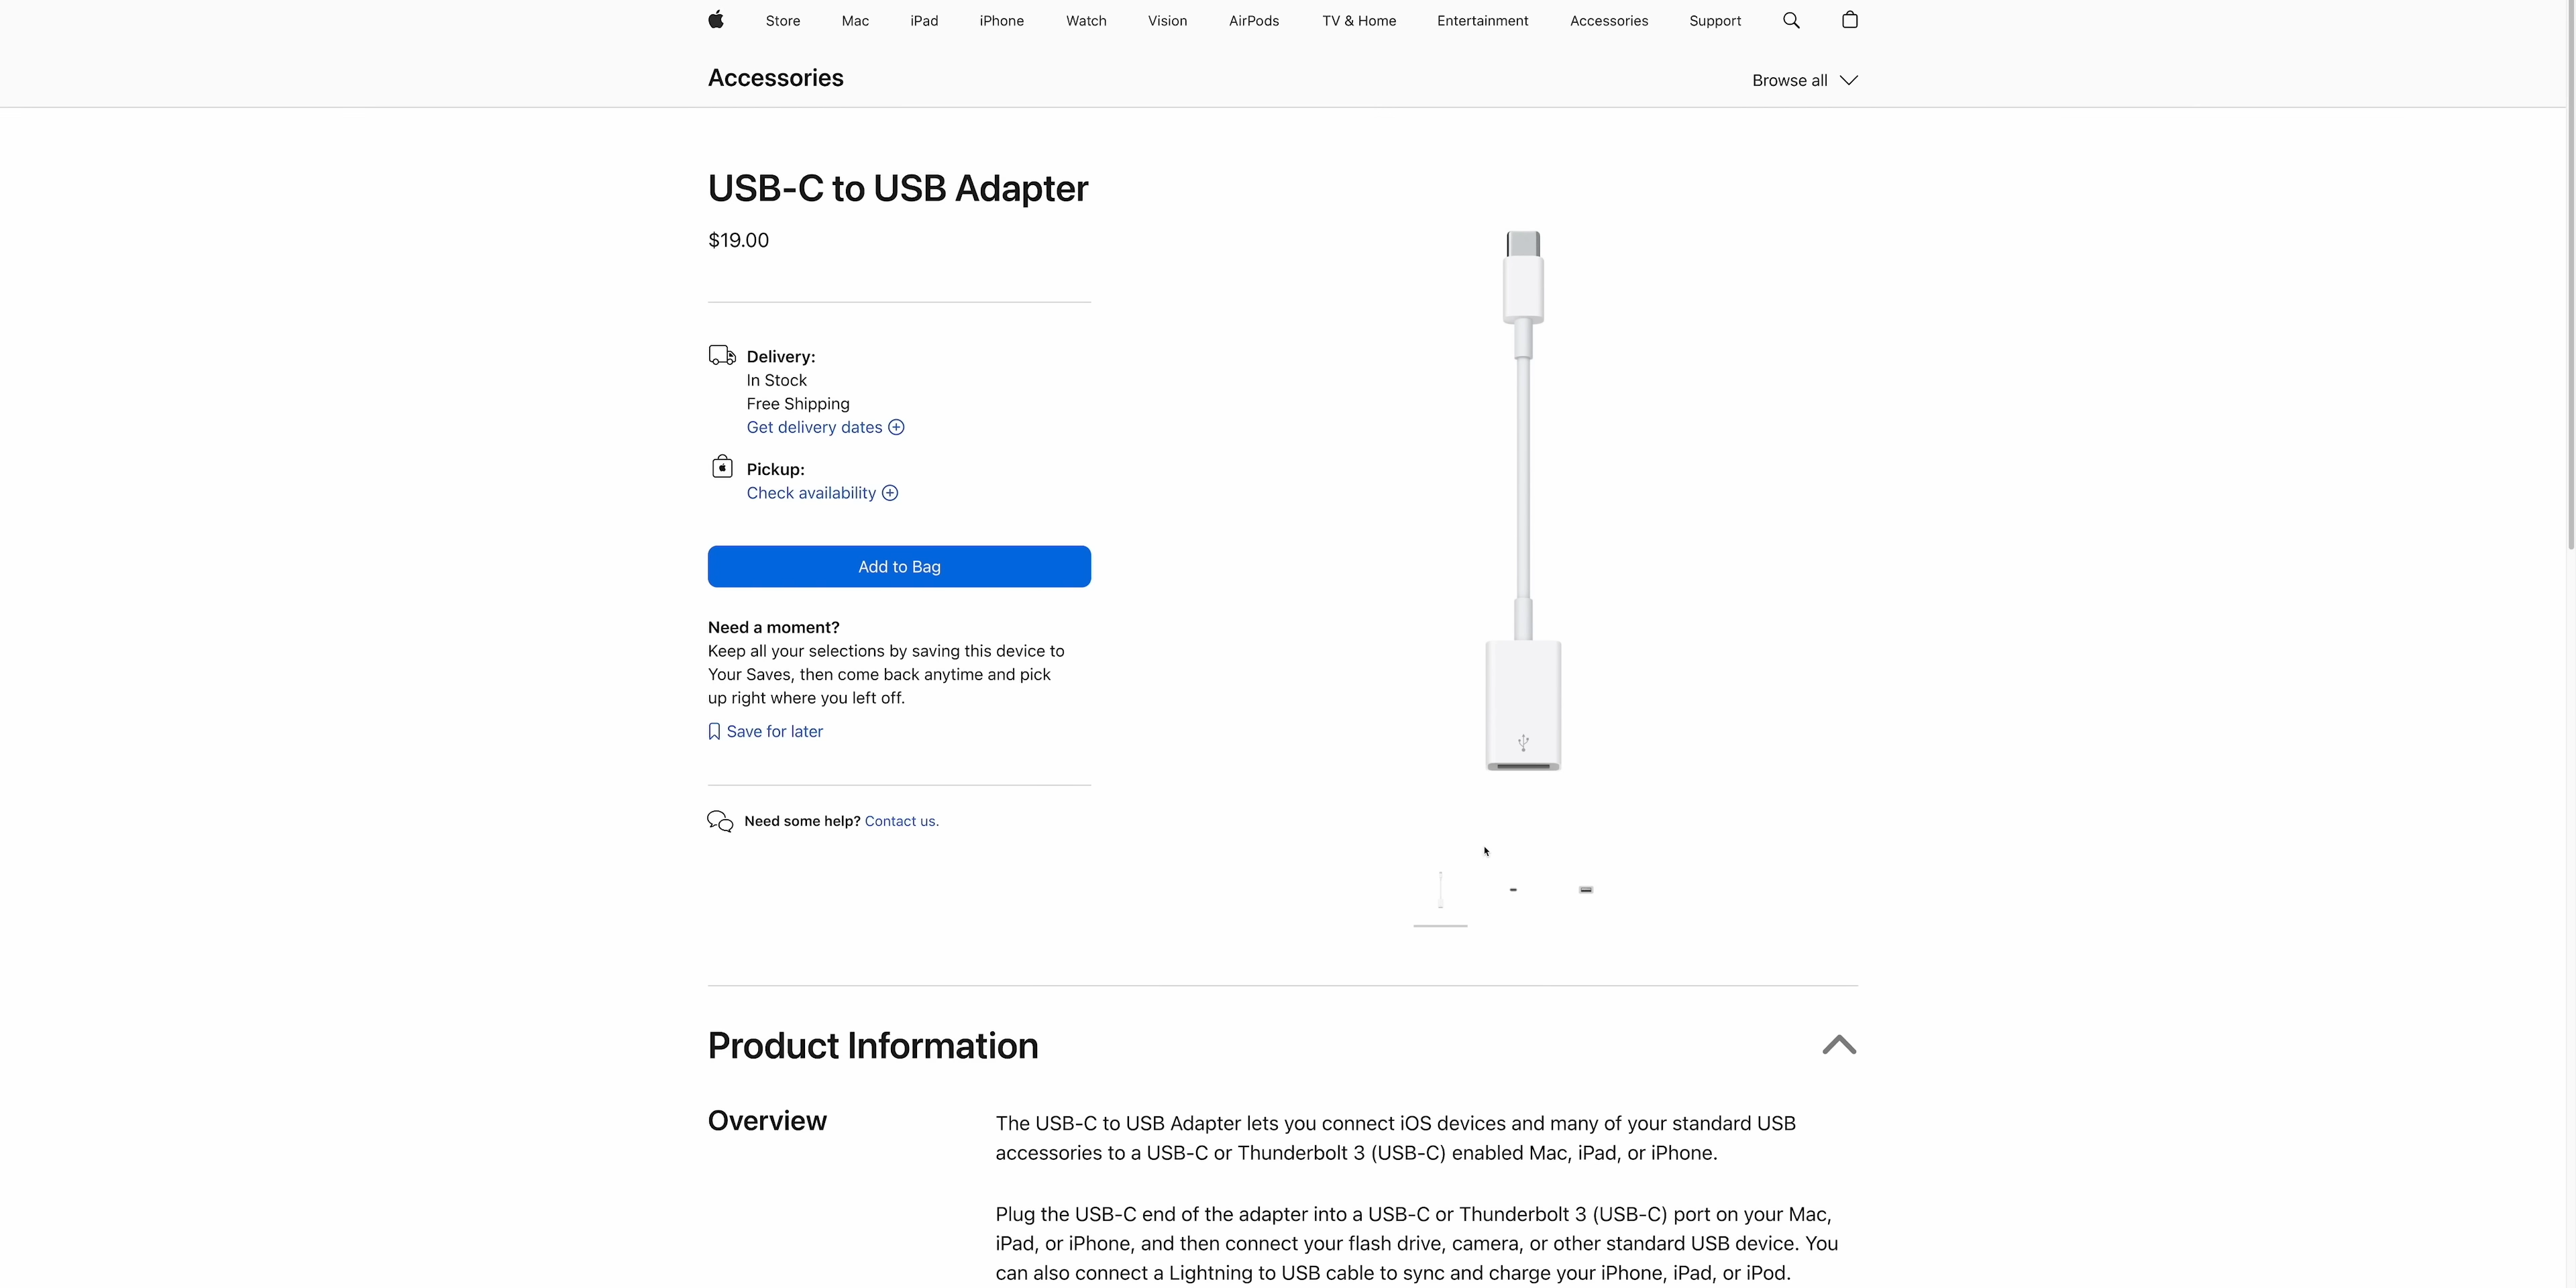 Store Mac iPad iPhone Watch Vision AirPods TV & Home Entertainment Accessories Support
Accessories
Browse all
USB-C to USB Adapter
$19.00
Delivery:
In Stock
Free Shipping
Get delivery dates
Pickup:
Check availability
Add to Bag
Need a moment?
Keep all your selections by saving this device to
Your Saves, then come back anytime and pick
up right where you left off.
Save for later
Need some help? Contact us.
Product Information
Overview
The USB-C to USB Adapter lets you connect iOS devices and many of your standard USB
accessories to a USB-C or Thunderbolt 3 (USB-C) enabled Mac, iPad, or iPhone.
Plug the USB-C end of the adapter into a USB-C or Thunderbolt 3 (USB-C) port on your Mac,
iPad, or iPhone, and then connect your flash drive, camera, or other standard USB device. You
can also connect a Lightning to USB cable to sync and charge your iPhone, iPad, or iPod.